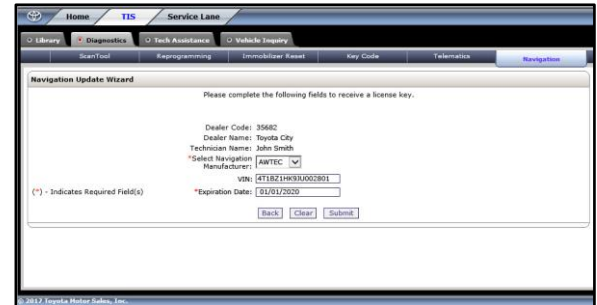 Home TIS Service Lane
Library Diagnostics Tech Assistance Vehicle Inquiry
ScanTool Reprogramming Immobilizer Reset Key Code Telematics Navigation
Navigation Update Wizard
Please complete the following fields to receive a license key.
Dealer Code: 35682
Dealer Name: Toyota City
Technician Name: John Smith
*Select Navigation Manufacturer: AWTEC
VIN: 4T1BZ1HK9JU002801
(*) - Indicates Required Field(s) *Expiration Date: 01/01/2020
Back Clear Submit
© 2017 Toyota Motor Sales, Inc.